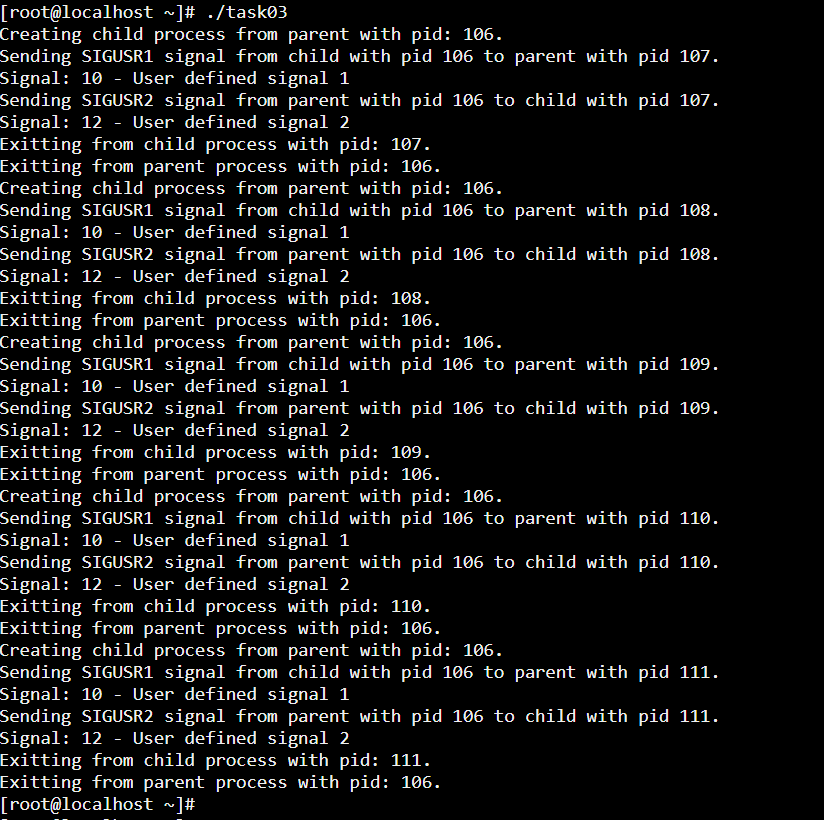 [root@localhost ~]# ./task03
Creating child process from parent with pid: 106.
Sending SIGUSR1 signal from child with pid 106 to parent with pid 107.
Signal: 10 - User defined signal 1
Sending SIGUSR2 signal from parent with pid 106 to child with pid 107.
Signal: 12 - User defined signal 2
Exitting from child process with pid: 107.
Exitting from parent process with pid: 106.
Creating child process from parent with pid: 106.
Sending SIGUSR1 signal from child with pid 106 to parent with pid 108.
Signal: 10 - User defined signal 1
Sending SIGUSR2 signal from parent with pid 106 to child with pid 108.
Signal: 12 - User defined signal 2
Exitting from child process with pid: 108.
Exitting from parent process with pid: 106.
Creating child process from parent with pid: 106.
Sending SIGUSR1 signal from child with pid 106 to parent with pid 109.
Signal: 10 - User defined signal 1
Sending SIGUSR2 signal from parent with pid 106 to child with pid 109.
Signal: 12 - User defined signal 2
Exitting from child process with pid: 109.
Exitting from parent process with pid: 106.
Creating child process from parent with pid: 106.
Sending SIGUSR1 signal from child with pid 106 to parent with pid 110.
Signal: 10 - User defined signal 1
Sending SIGUSR2 signal from parent with pid 106 to child with pid 110.
Signal: 12 - User defined signal 2
Exitting from child process with pid: 110.
Exitting from parent process with pid: 106.
Creating child process from parent with pid: 106.
Sending SIGUSR1 signal from child with pid 106 to parent with pid 111.
Signal: 10 - User defined signal 1
Sending SIGUSR2 signal from parent with pid 106 to child with pid 111.
Signal: 12 - User defined signal 2
Exitting from child process with pid: 111.
Exitting from parent process with pid: 106.
[root@localhost ~]#